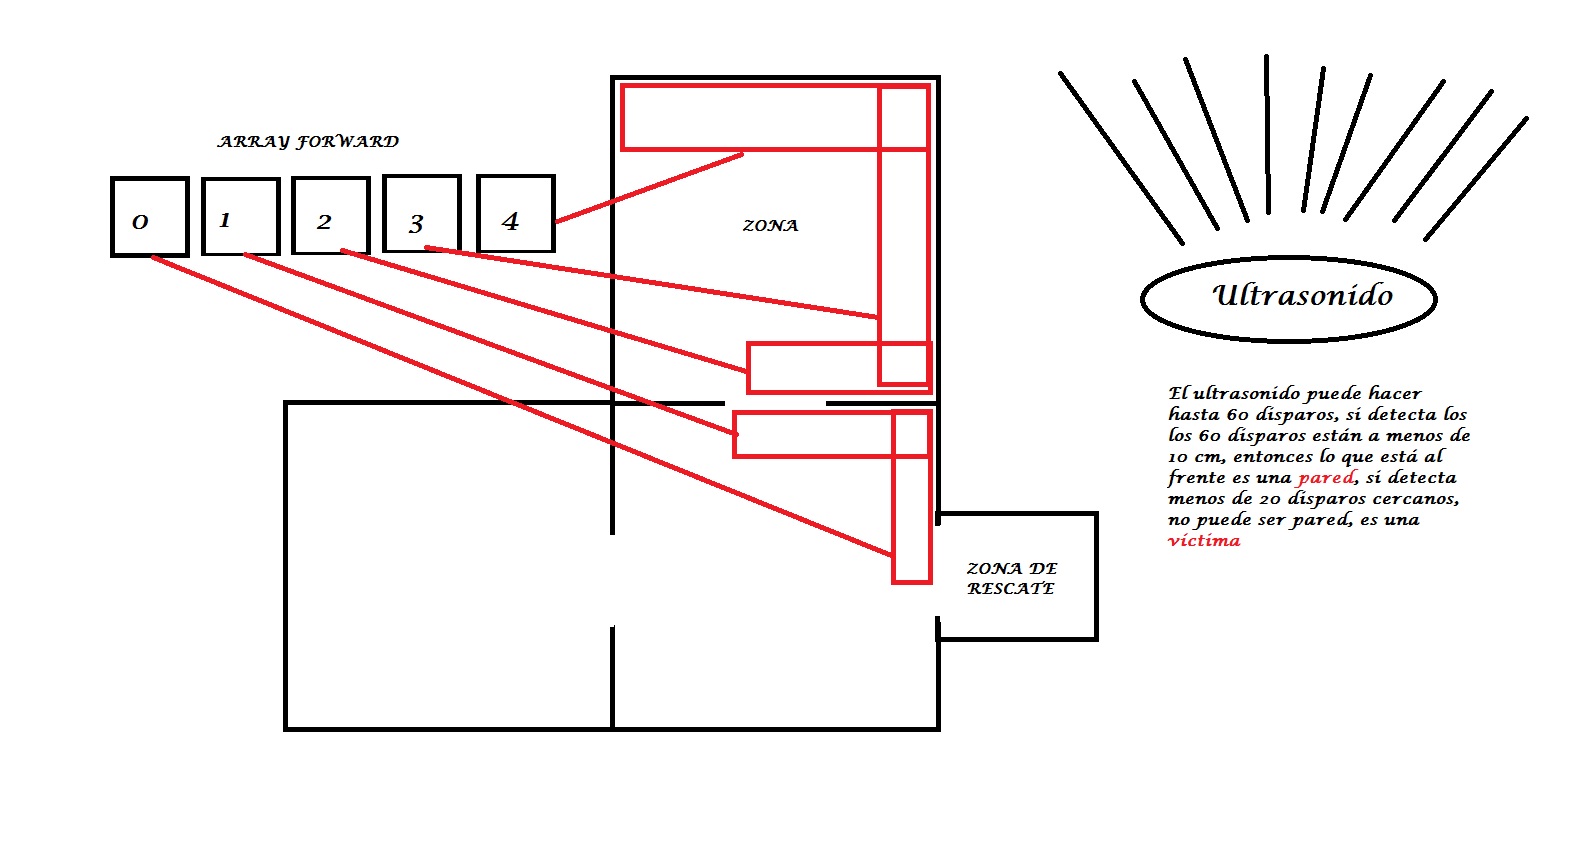 ARRAY FORWARD
0 1 2 3 4
ZONA
Ultrasonido
El ultrasonido puede hacer
hasta 60 disparos, si detecta los
los 60 disparos están a menos de
10 cm, entonces lo que está al
frente es una pared, si detecta
menos de 20 disparos cercanos,
no puede ser pared, es una
víctima
ZONA DE
RESCATE